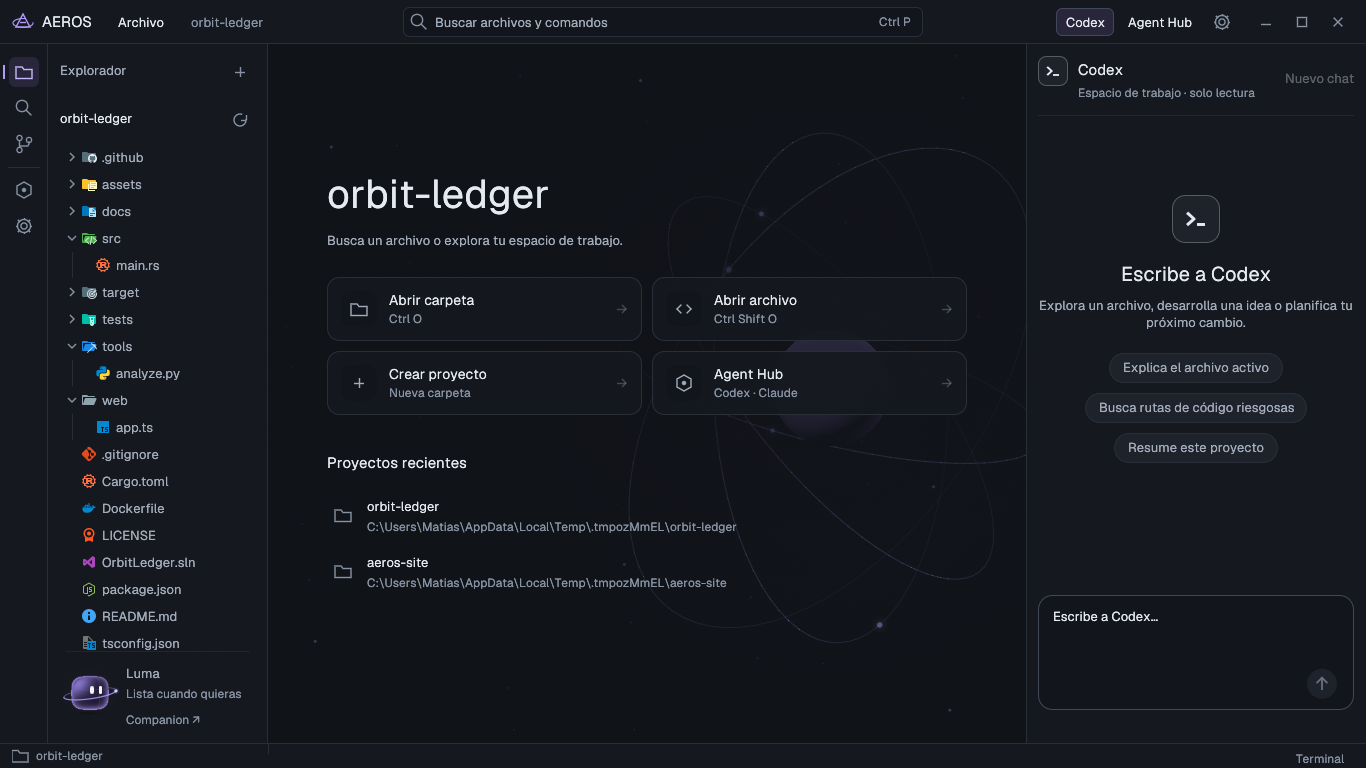 AEROS
Archivo
orbit-ledger
Buscar archivos y comandos
Ctrl P
Codex
Agent Hub
Explorador
orbit-ledger
.github
assets
docs
src
main.rs
target
tests
tools
analyze.py
web
app.ts
.gitignore
Cargo.toml
Dockerfile
LICENSE
OrbitLedger.sln
package.json
README.md
tsconfig.json
Luma
Lista cuando quieras
Companion ↗
orbit-ledger
Busca un archivo o explora tu espacio de trabajo.
Abrir carpeta
Ctrl O
Abrir archivo
Ctrl Shift O
Crear proyecto
Nueva carpeta
Agent Hub
Codex · Claude
Proyectos recientes
orbit-ledger
C:\Users\Matias\AppData\Local\Temp\.tmpozMmEL\orbit-ledger
aeros-site
C:\Users\Matias\AppData\Local\Temp\.tmpozMmEL\aeros-site
Codex
Espacio de trabajo · solo lectura
Nuevo chat
Escribe a Codex
Explora un archivo, desarrolla una idea o planifica tu
próximo cambio.
Explica el archivo activo
Busca rutas de código riesgosas
Resume este proyecto
Escribe a Codex…
orbit-ledger
Terminal